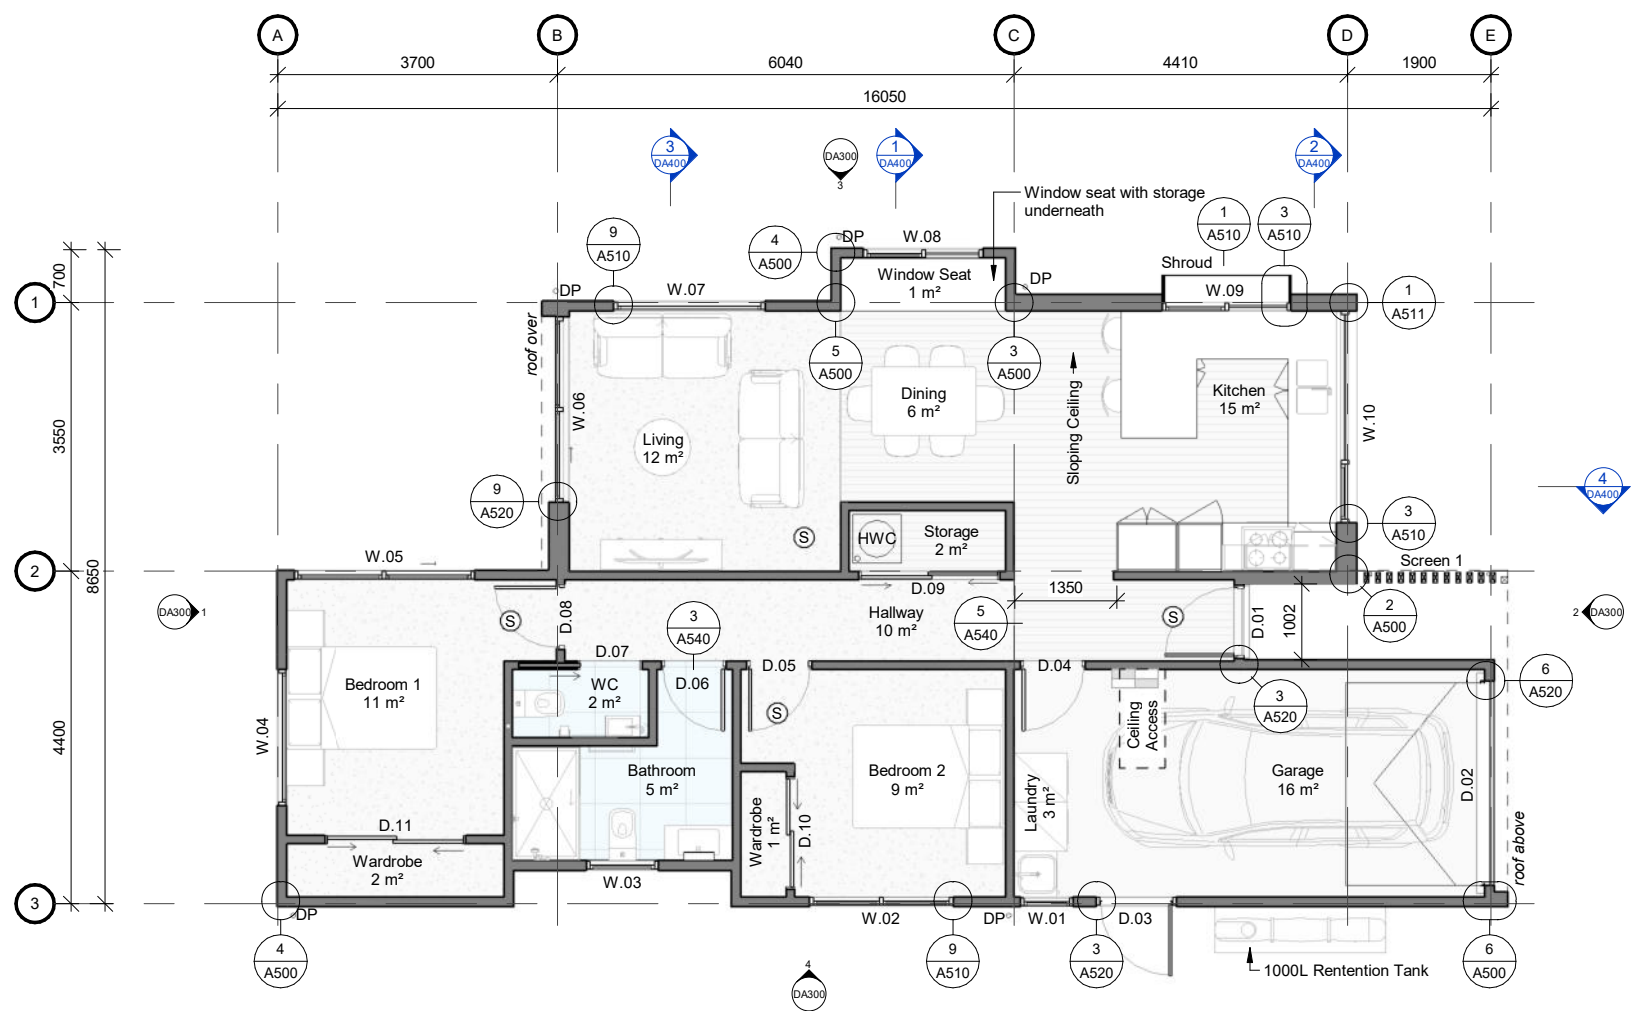 A
B
C
D
E
3700
6040
4410
1900
16050
3
DA400
DA300
3
1
DA400
2
DA400
Window seat with storage
underneath
1
A510
3
A510
9
A510
4
A500
DP
W.08
Shroud
Window Seat
1 m²
DP
DP
W.07
W.09
1
1
A511
700
roof over
5
A500
3
A500
Sloping Ceiling
Dining
6 m²
Kitchen
15 m²
W.06
W.10
3550
Living
12 m²
9
A520
4
DA400
3
A510
S
HWC
Storage
2 m²
W.05
Screen 1
2
8650
D.09
1350
DA300
1
S
D.08
3
A540
Hallway
10 m²
5
A540
S
D.01
1002
2
A500
2
DA300
D.07
D.06
D.05
D.04
6
A520
WC
2 m²
Bedroom 1
11 m²
S
3
A520
Ceiling
Access
W.04
4400
Bathroom
5 m²
Bedroom 2
9 m²
Garage
16 m²
D.02
Laundry
3 m²
D.11
Wardrobe
1 m²
D.10
Wardrobe
2 m²
roof above
W.03
3
DP
W.02
DP
W.01
D.03
4
A500
4
DA300
9
A510
3
A520
1000L Rentention Tank
6
A500